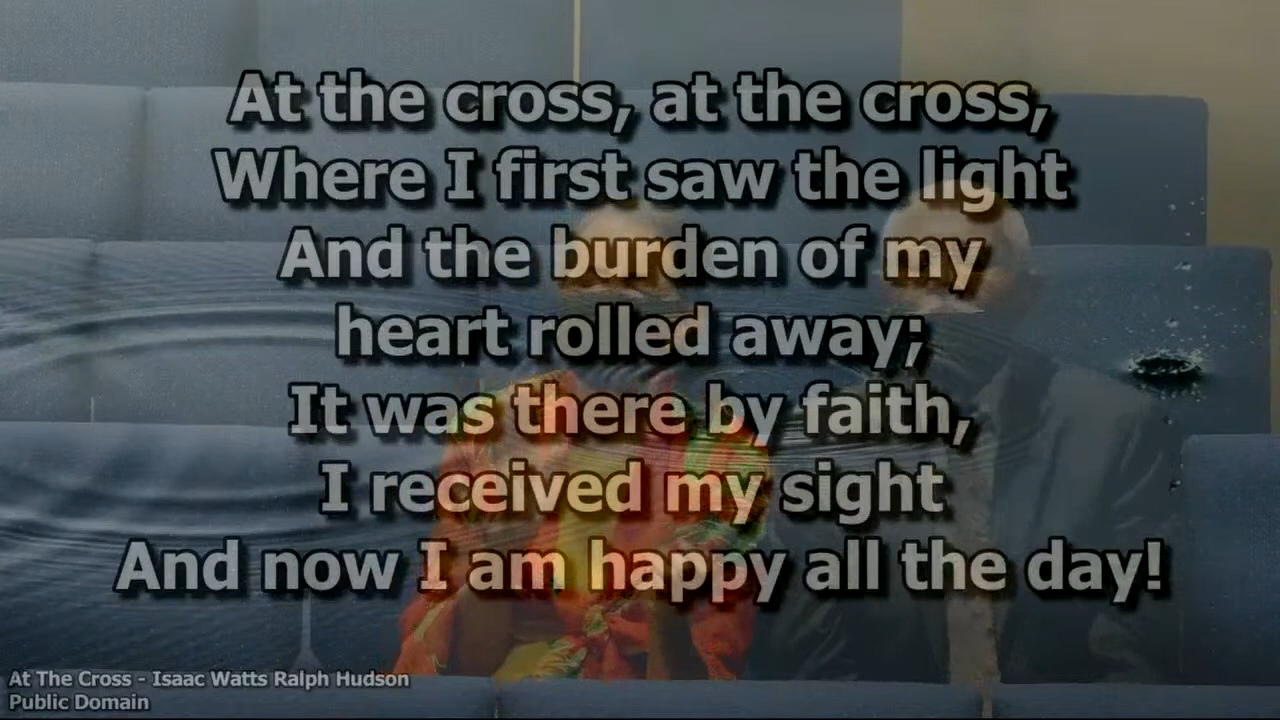 At the cross, at the cross,
Where I first saw the light
And the burden of my
heart rolled away;
It was there by faith,
I received my sight
And now I am happy all the day!
At The Cross - Isaac Watts Ralph Hudson
Public Domain